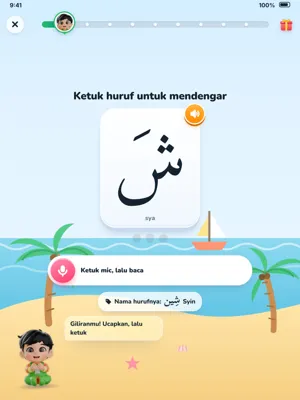 9:41
100%
Ketuk huruf untuk mendengar
شَ
sya
Ketuk mic, lalu baca
Nama hurufnya: شِين Syin
Giliranmu! Ucapkan, lalu
ketuk